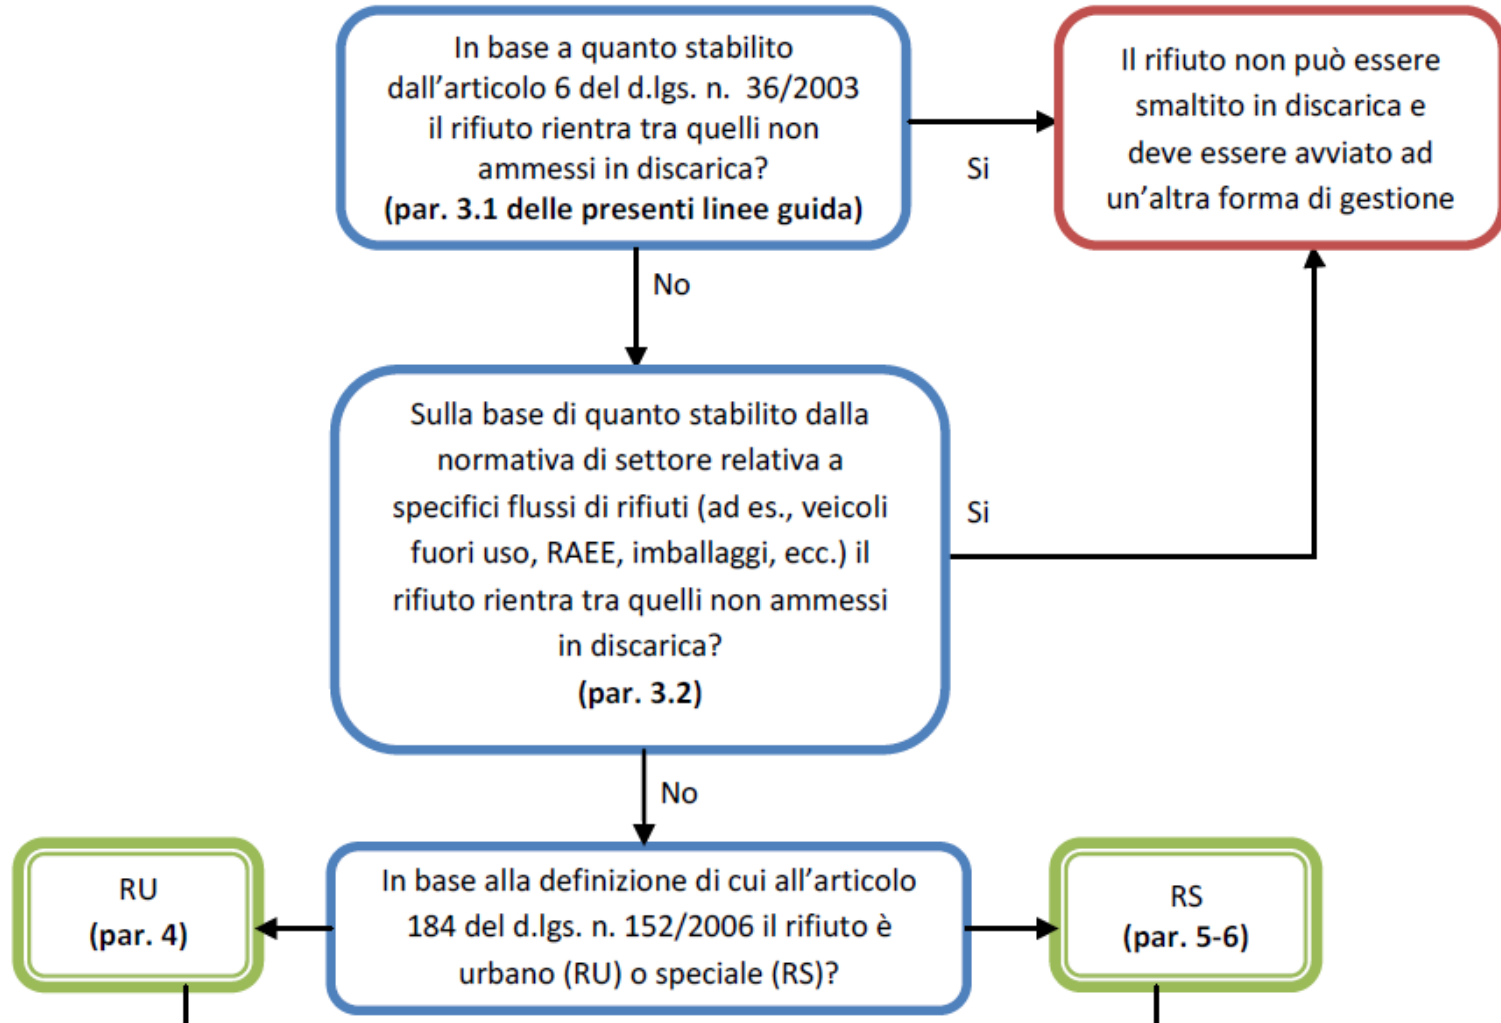 In base a quanto stabilito
dall'articolo 6 del d.lgs. n. 36/2003
il rifiuto rientra tra quelli non
ammessi in discarica?
(par. 3.1 delle presenti linee guida)
Si
Il rifiuto non può essere
smaltito in discarica e
deve essere avviato ad
un'altra forma di gestione
No
Sulla base di quanto stabilito dalla
normativa di settore relativa a
specifici flussi di rifiuti (ad es., veicoli
fuori uso, RAEE, imballaggi, ecc.) il
rifiuto rientra tra quelli non ammessi
in discarica?
(par. 3.2)
Si
No
RU
(par. 4)
In base alla definizione di cui all'articolo
184 del d.lgs. n. 152/2006 il rifiuto è
urbano (RU) o speciale (RS)?
RS
(par. 5-6)